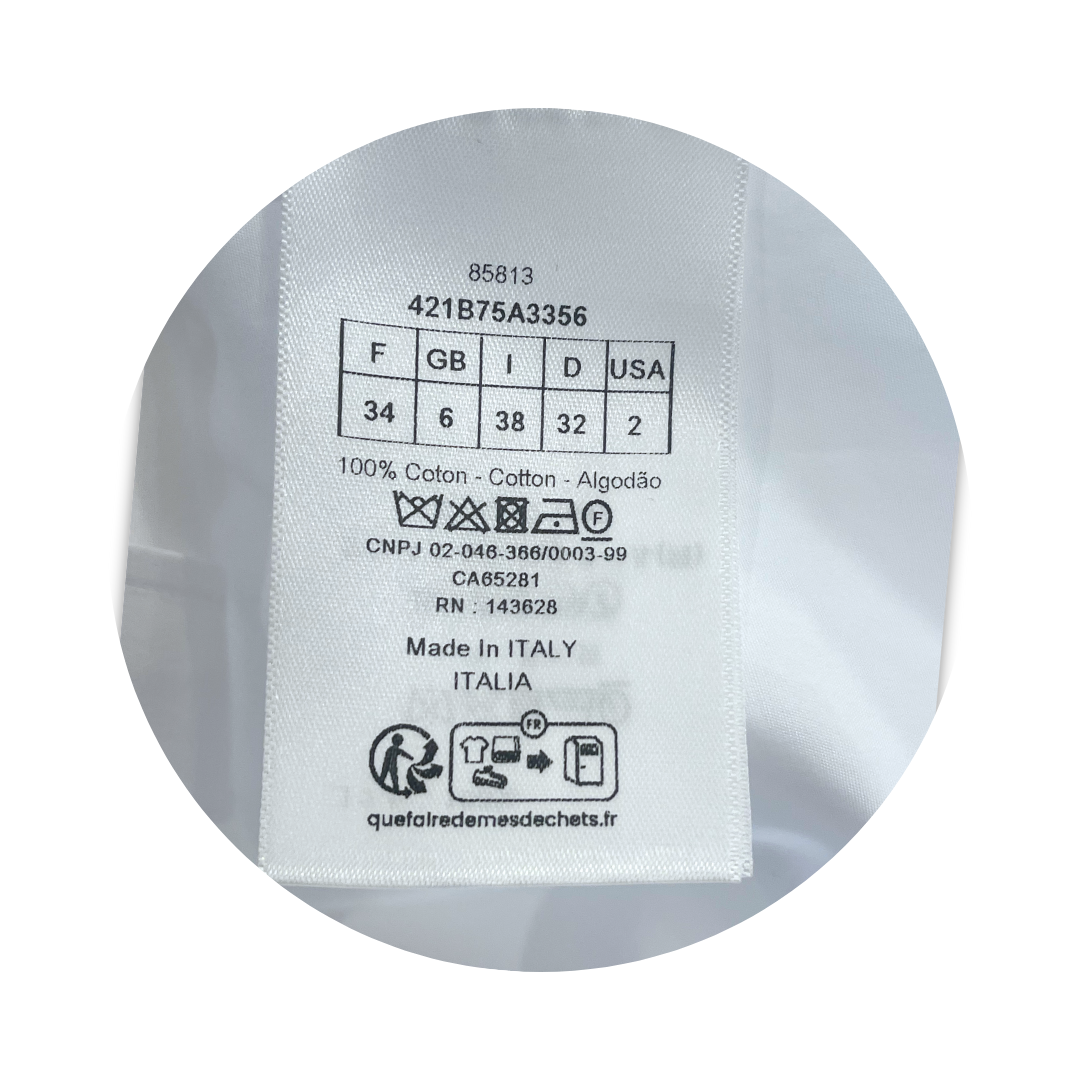 85813
421B75A3356
F GB I D USA
34 6 38 32 2
100% Coton - Cotton - Algodão
F
CNPJ 02-046-366/0003-99
CA65281
RN : 143628
Made In ITALY
ITALIA
FR
quefairedemesdechets.fr